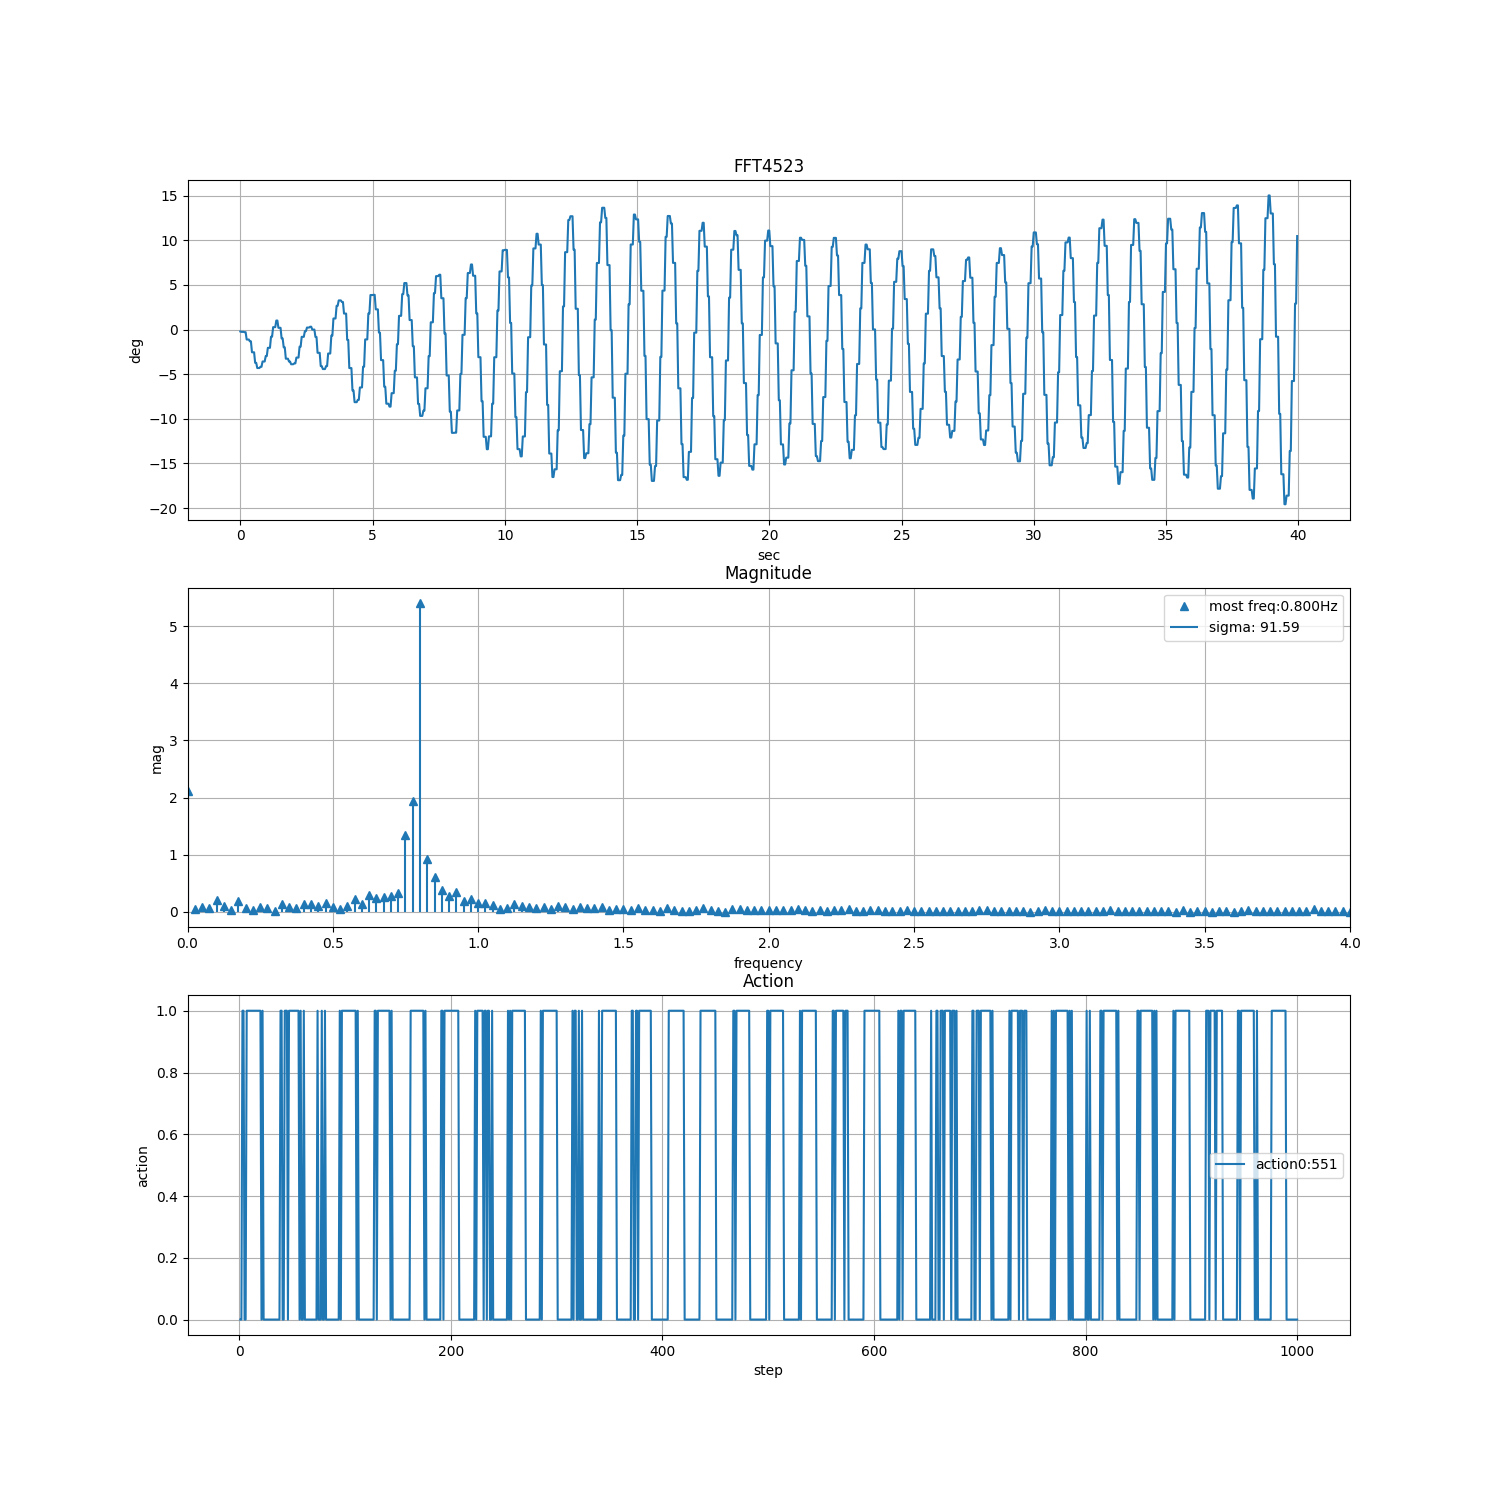 FFT4523
15
10
5
0
−5
−10
−15
−20
deg
0 5 10 15 20 25 30 35 40
sec
Magnitude
most freq:0.800Hz
sigma: 91.59
5
4
3
2
1
0
mag
0.0 0.5 1.0 1.5 2.0 2.5 3.0 3.5 4.0
frequency
Action
1.0
0.8
0.6
0.4
0.2
0.0
action
action0:551
0 200 400 600 800 1000
step